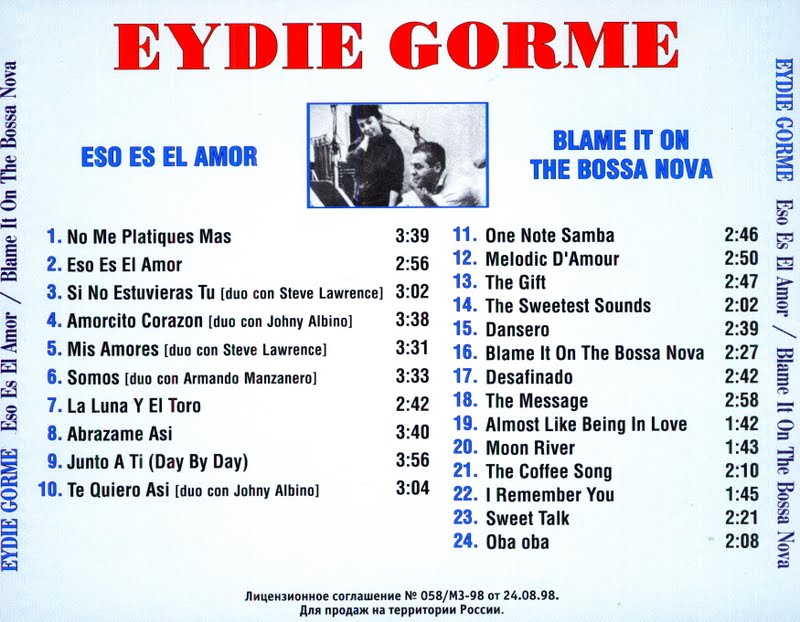 EYDIE GORME
ESO ES EL AMOR
BLAME IT ON
THE BOSSA NOVA
1. No Me Platiques Mas 3:39
2. Eso Es El Amor 2:56
3. Si No Estuvieras Tu [duo con Steve Lawrence] 3:02
4. Amorcito Corazon [duo con Johny Albino] 3:38
5. Mis Amores [duo con Steve Lawrence] 3:31
6. Somos [duo con Armando Manzanero] 3:33
7. La Luna Y El Toro 2:42
8. Abrazame Asi 3:40
9. Junto A Ti (Day By Day) 3:56
10. Te Quiero Asi [duo con Johny Albino] 3:04
11. One Note Samba 2:46
12. Melodic D'Amour 2:50
13. The Gift 2:47
14. The Sweetest Sounds 2:02
15. Dansero 2:39
16. Blame It On The Bossa Nova 2:27
17. Desafinado 2:42
18. The Message 2:58
19. Almost Like Being In Love 1:42
20. Moon River 1:43
21. The Coffee Song 2:10
22. I Remember You 1:45
23. Sweet Talk 2:21
24. Oba oba 2:08
Лицензионное соглашение № 058/МЗ-98 от 24.08.98.
Для продаж на территории России.
EYDIE GORME Eso Es El Amor / Blame It On The Bossa Nova
EYDIE GORME Eso Es El Amor / Blame It On The Bossa Nova